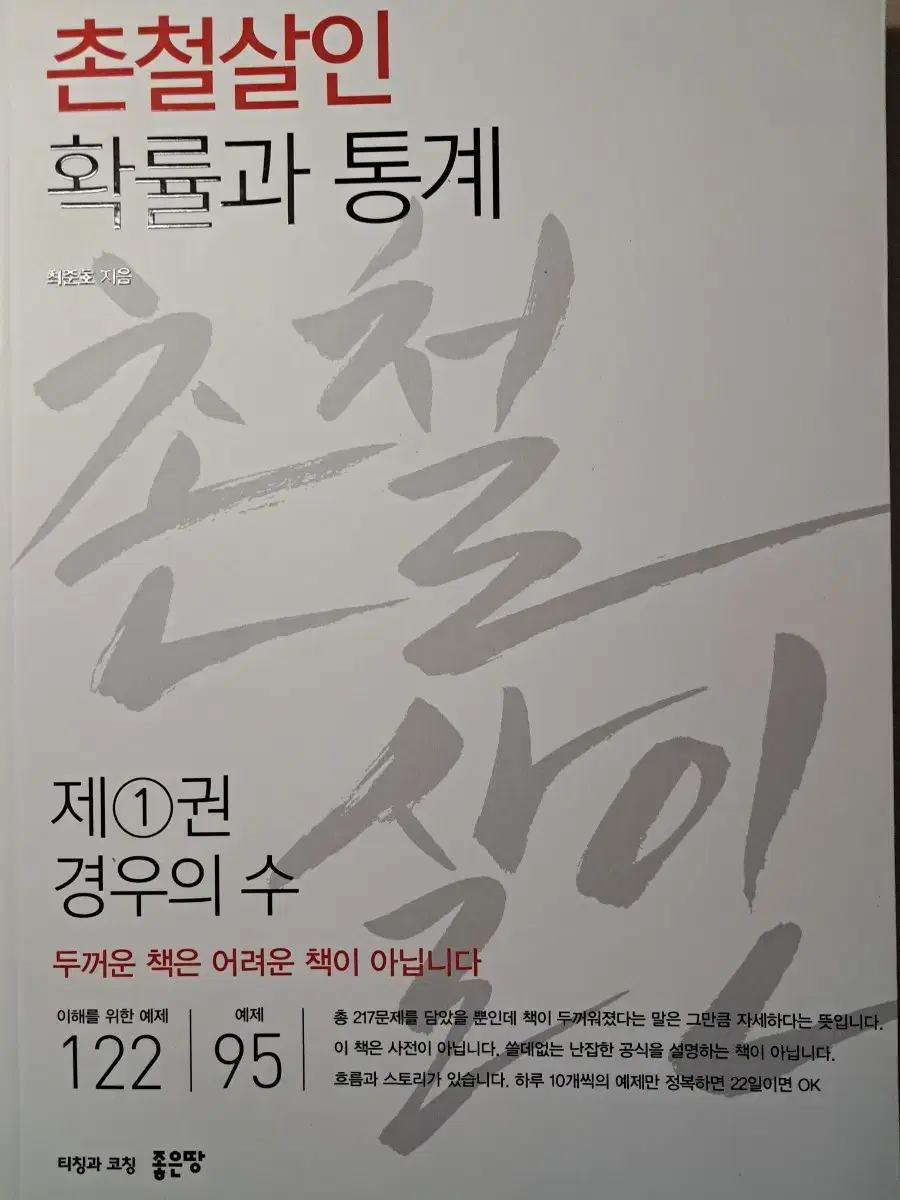 촌철살인
확률과 통계
최준호 지음
촌철
살인
제①권
경우의 수
두꺼운 책은 어려운 책이 아닙니다
이해를 위한 예제
122
예제
95
총 217문제를 담았을 뿐인데 책이 두꺼워졌다는 말은 그만큼 자세하다는 뜻입니다.
이 책은 사전이 아닙니다. 쓸데없는 난잡한 공식을 설명하는 책이 아닙니다.
흐름과 스토리가 있습니다. 하루 10개씩의 예제만 정복하면 22일이면 OK
티칭과 코칭 좋은땅